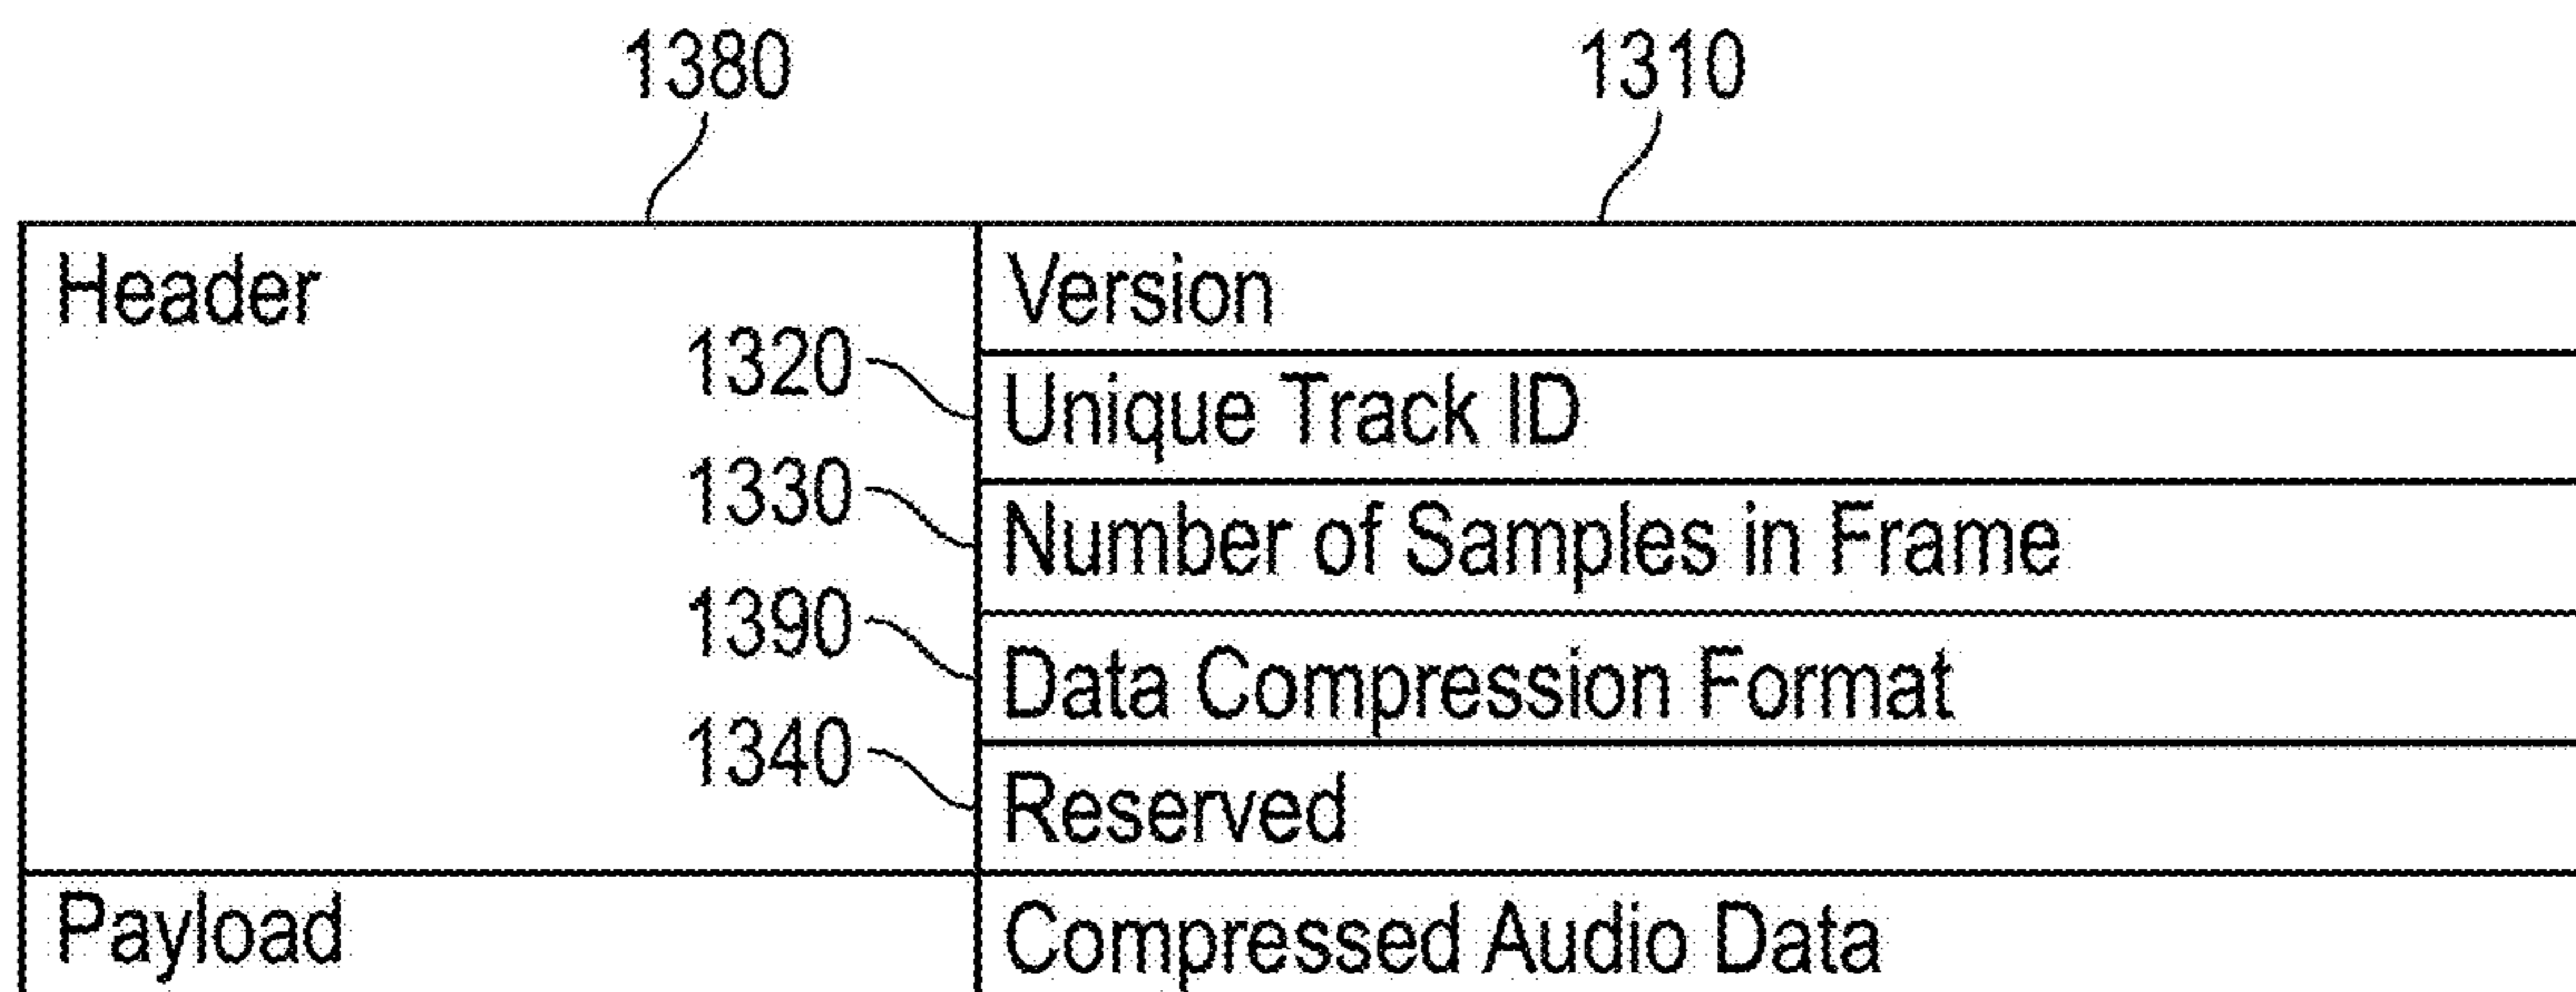 1380 1310
Header Version
1320 Unique Track ID
1330 Number of Samples in Frame
1390 Data Compression Format
1340 Reserved
Payload Compressed Audio Data